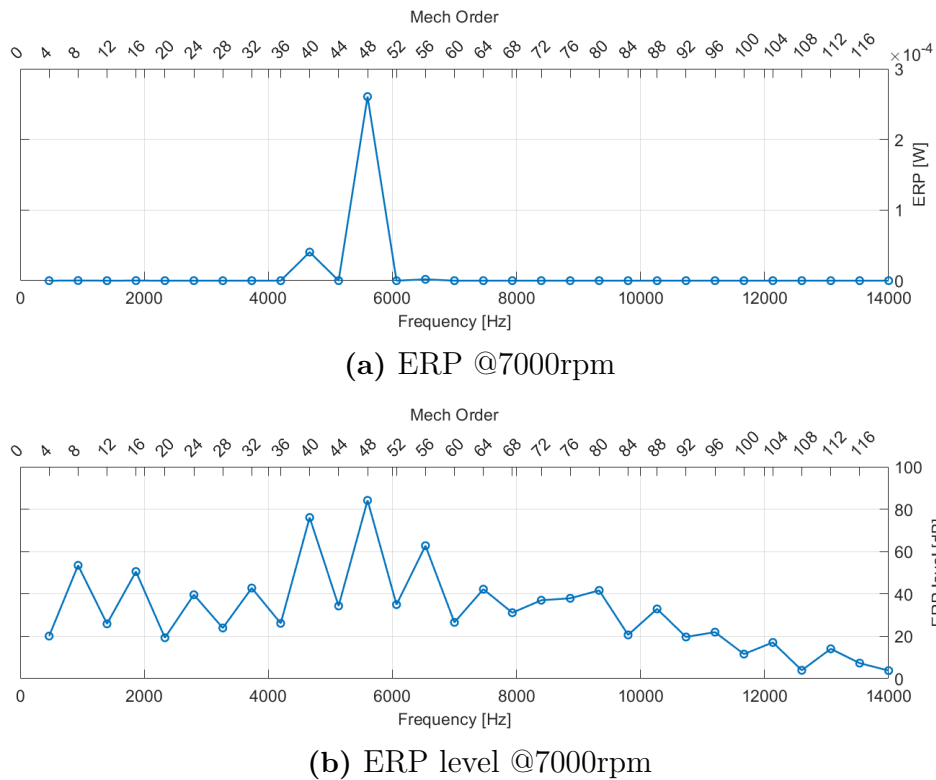 Mech Order
0 4 8 12 16 20 24 28 32 36 40 44 48 52 56 60 64 68 72 76 80 84 88 92 96 100 104 108 112 116
×10⁻⁴
3
2
1
0
ERP [W]
0 2000 4000 6000 8000 10000 12000 14000
Frequency [Hz]
(a) ERP @7000rpm
Mech Order
0 4 8 12 16 20 24 28 32 36 40 44 48 52 56 60 64 68 72 76 80 84 88 92 96 100 104 108 112 116
100
80
60
40
20
0
ERP level [dB]
0 2000 4000 6000 8000 10000 12000 14000
Frequency [Hz]
(b) ERP level @7000rpm